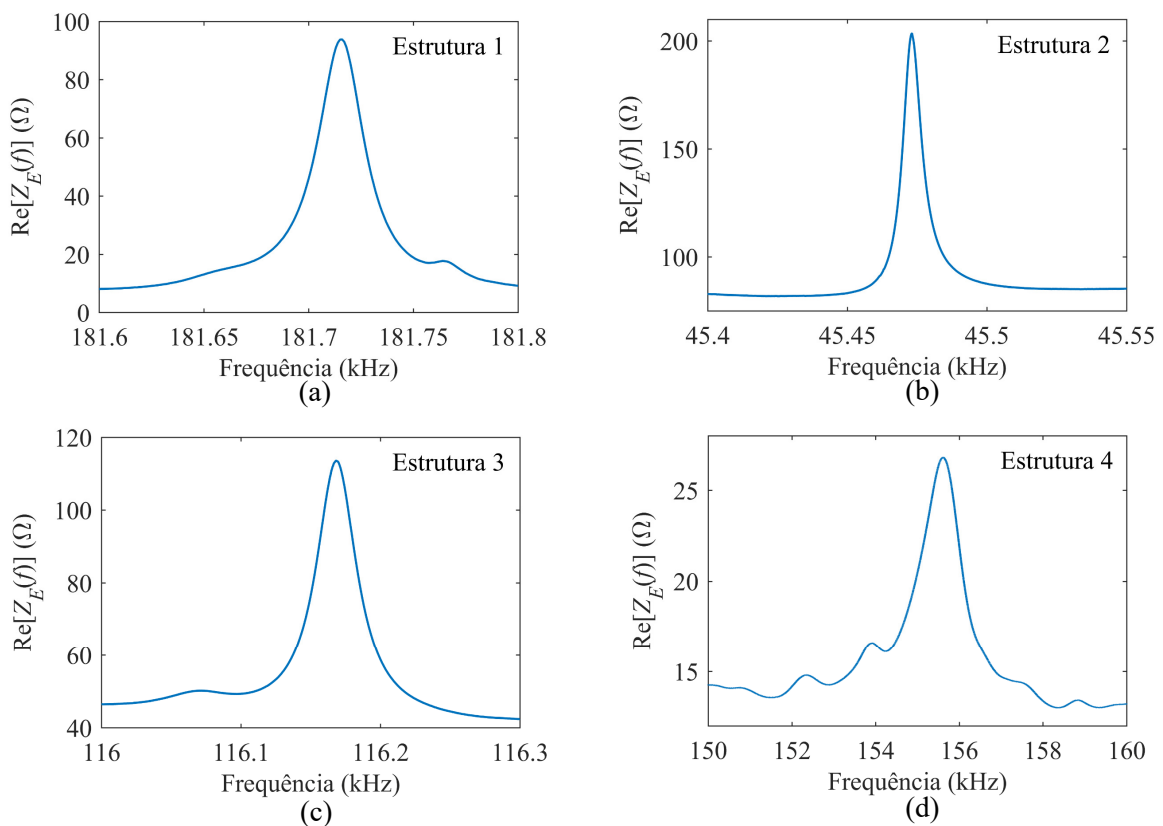 Estrutura 1
100
80
60
40
20
0
Re[Z_E(f)] (Ω)
181.6 181.65 181.7 181.75 181.8
Frequência (kHz)
(a)
Estrutura 2
200
150
100
Re[Z_E(f)] (Ω)
45.4 45.45 45.5 45.55
Frequência (kHz)
(b)
Estrutura 3
120
100
80
60
40
Re[Z_E(f)] (Ω)
116 116.1 116.2 116.3
Frequência (kHz)
(c)
Estrutura 4
25
20
15
Re[Z_E(f)] (Ω)
150 152 154 156 158 160
Frequência (kHz)
(d)